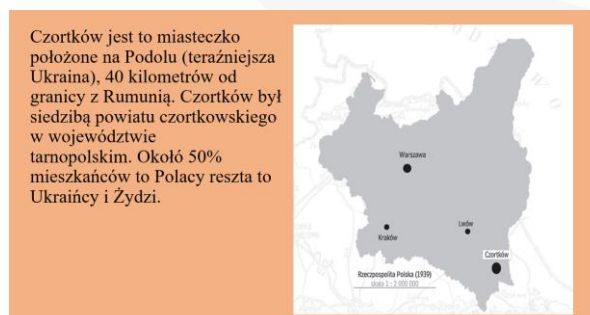 Czortków jest to miasteczko
położone na Podolu (teraźniejsza
Ukraina), 40 kilometrów od
granicy z Rumunią. Czortków był
siedzibą powiatu czortkowskiego
w województwie
tarnopolskim. Okołó 50%
mieszkańców to Polacy reszta to
Ukraińcy i Żydzi.
Warszawa
Kraków
Lwów
Czortków
Rzeczpospolita Polska (1939)
skala 1 : 2 000 000